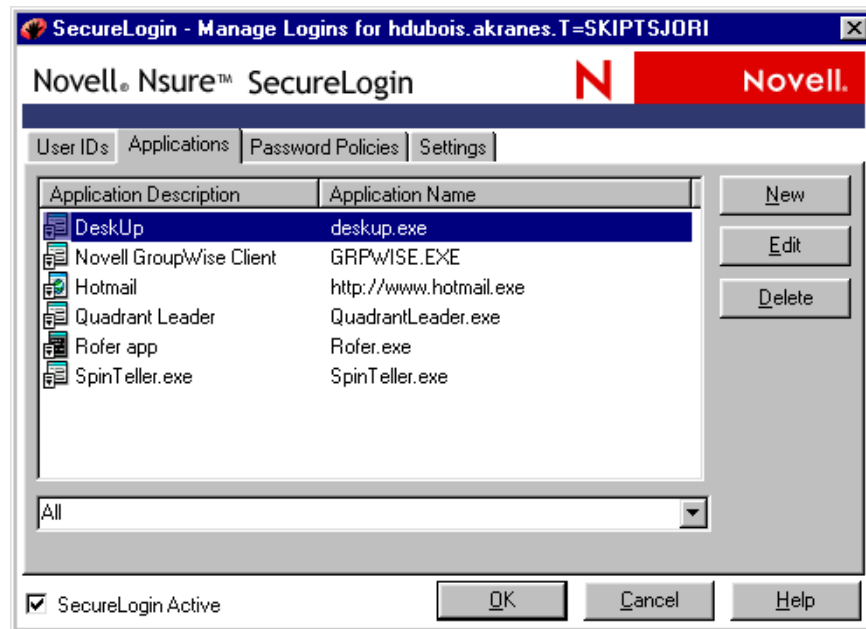 SecureLogin - Manage Logins for hdubois.akranes.T=SKIPTSJORI
Novell® Nsure™ SecureLogin N Novell®
User IDs Applications Password Policies Settings
Application Description Application Name
DeskUp deskup.exe
Novell GroupWise Client GRPWISE.EXE
Hotmail http://www.hotmail.exe
Quadrant Leader QuadrantLeader.exe
Rofer app Rofer.exe
SpinTeller.exe SpinTeller.exe
New
Edit
Delete
All
SecureLogin Active
OK Cancel Help